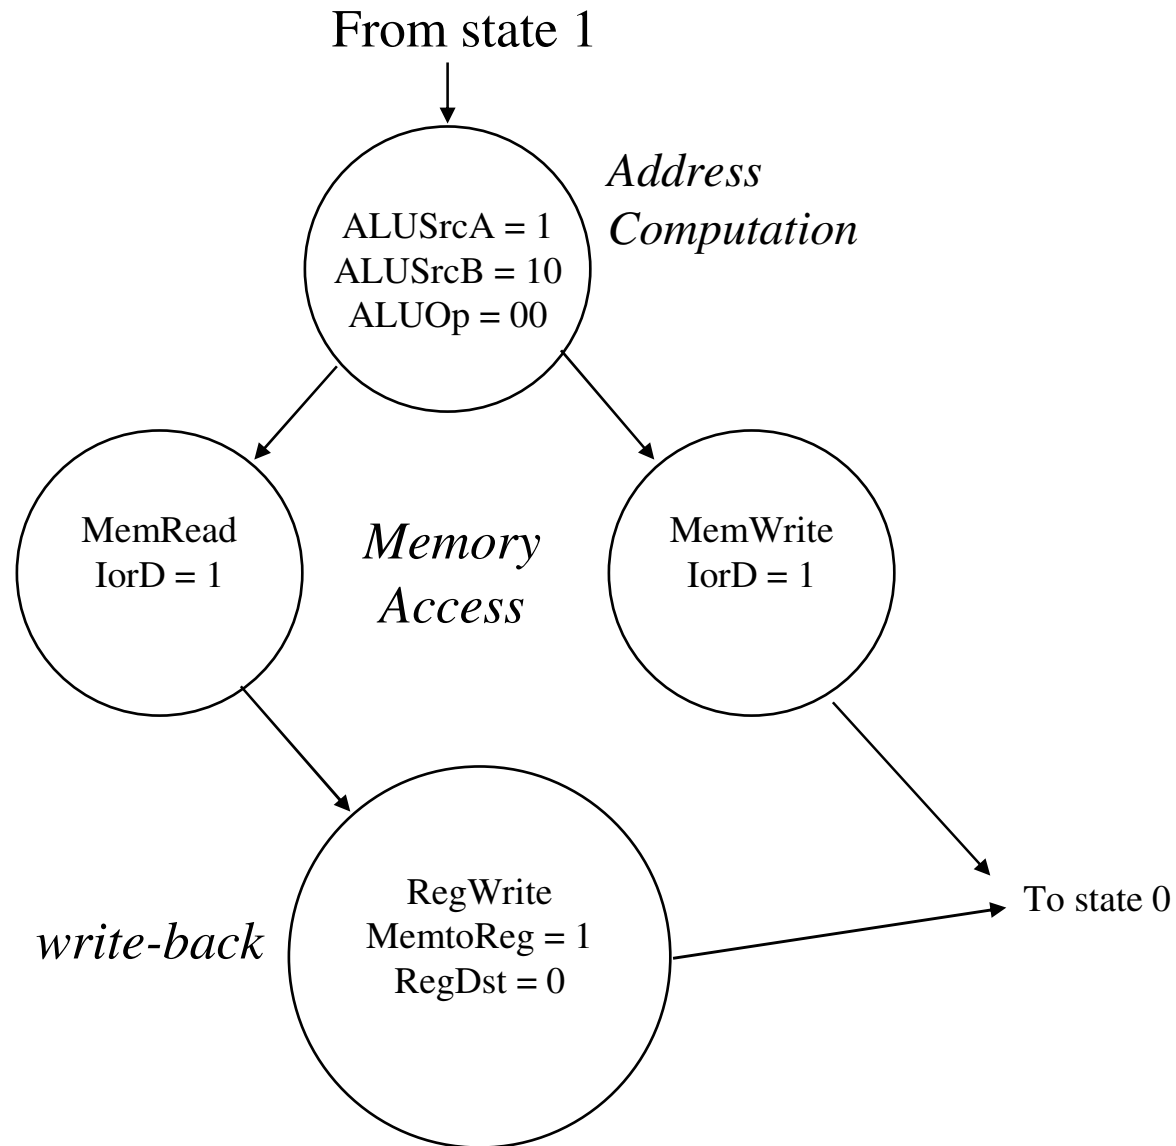 From state 1
Address
Computation
ALUSrcA = 1
ALUSrcB = 10
ALUOp = 00
MemRead
IorD = 1
Memory
Access
MemWrite
IorD = 1
write-back
RegWrite
MemtoReg = 1
RegDst = 0
To state 0